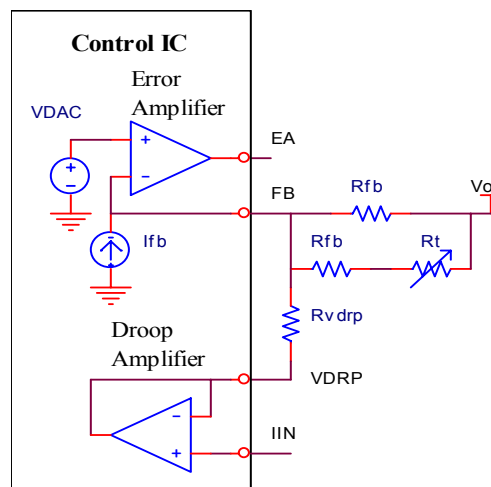 Control IC
Error
Amplifier
VDAC
EA
FB
Rfb
Vo
Ifb
Rfb
Rt
Rvdrp
Droop
Amplifier
VDRP
IIN